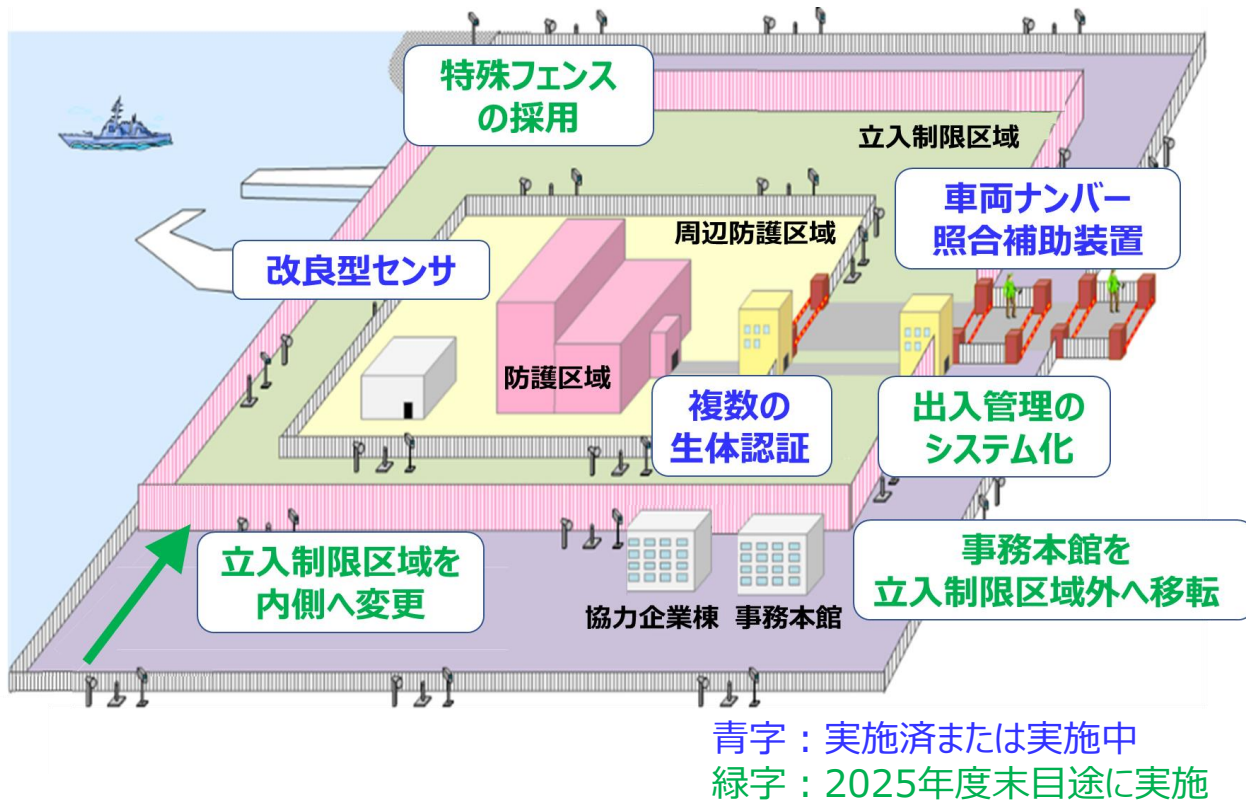 特殊フェンス
の採用
立入制限区域
車両ナンバー
照合補助装置
周辺防護区域
改良型センサ
防護区域
複数の
生体認証
出入管理の
システム化
立入制限区域を
内側へ変更
事務本館を
立入制限区域外へ移転
協力企業棟
事務本館
青字：実施済または実施中
緑字：2025年度末目途に実施